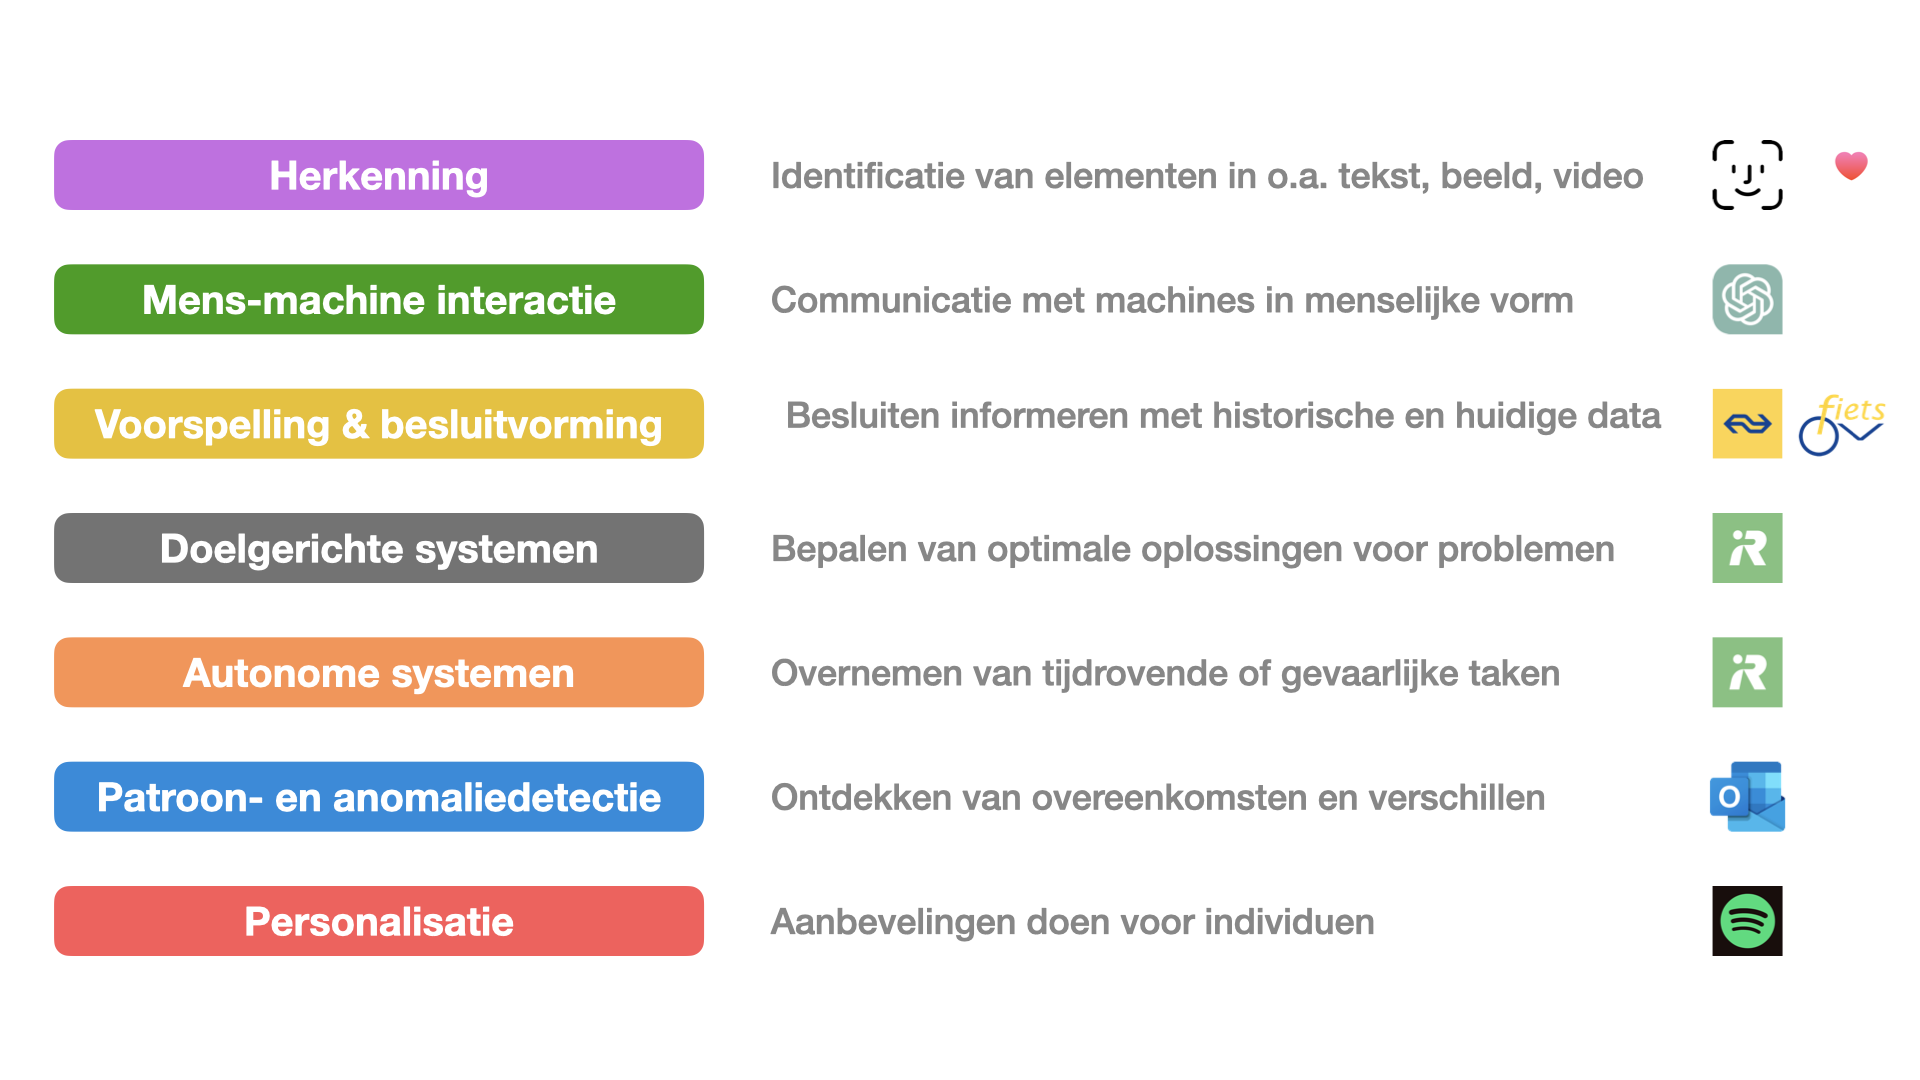 Herkenning
Identificatie van elementen in o.a. tekst, beeld, video
Mens-machine interactie
Communicatie met machines in menselijke vorm
Voorspelling & besluitvorming
Besluiten informeren met historische en huidige data
fiets
Doelgerichte systemen
Bepalen van optimale oplossingen voor problemen
iR
Autonome systemen
Overnemen van tijdrovende of gevaarlijke taken
iR
Patroon- en anomaliedetectie
Ontdekken van overeenkomsten en verschillen
O
Personalisatie
Aanbevelingen doen voor individuen